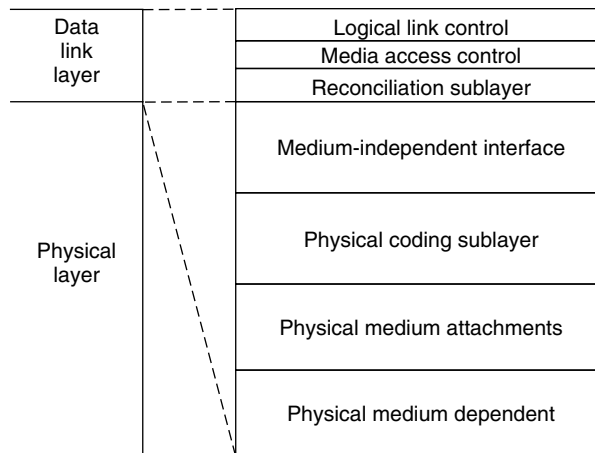 Data
link
layer
Logical link control
Media access control
Reconciliation sublayer
Physical
layer
Medium-independent interface
Physical coding sublayer
Physical medium attachments
Physical medium dependent